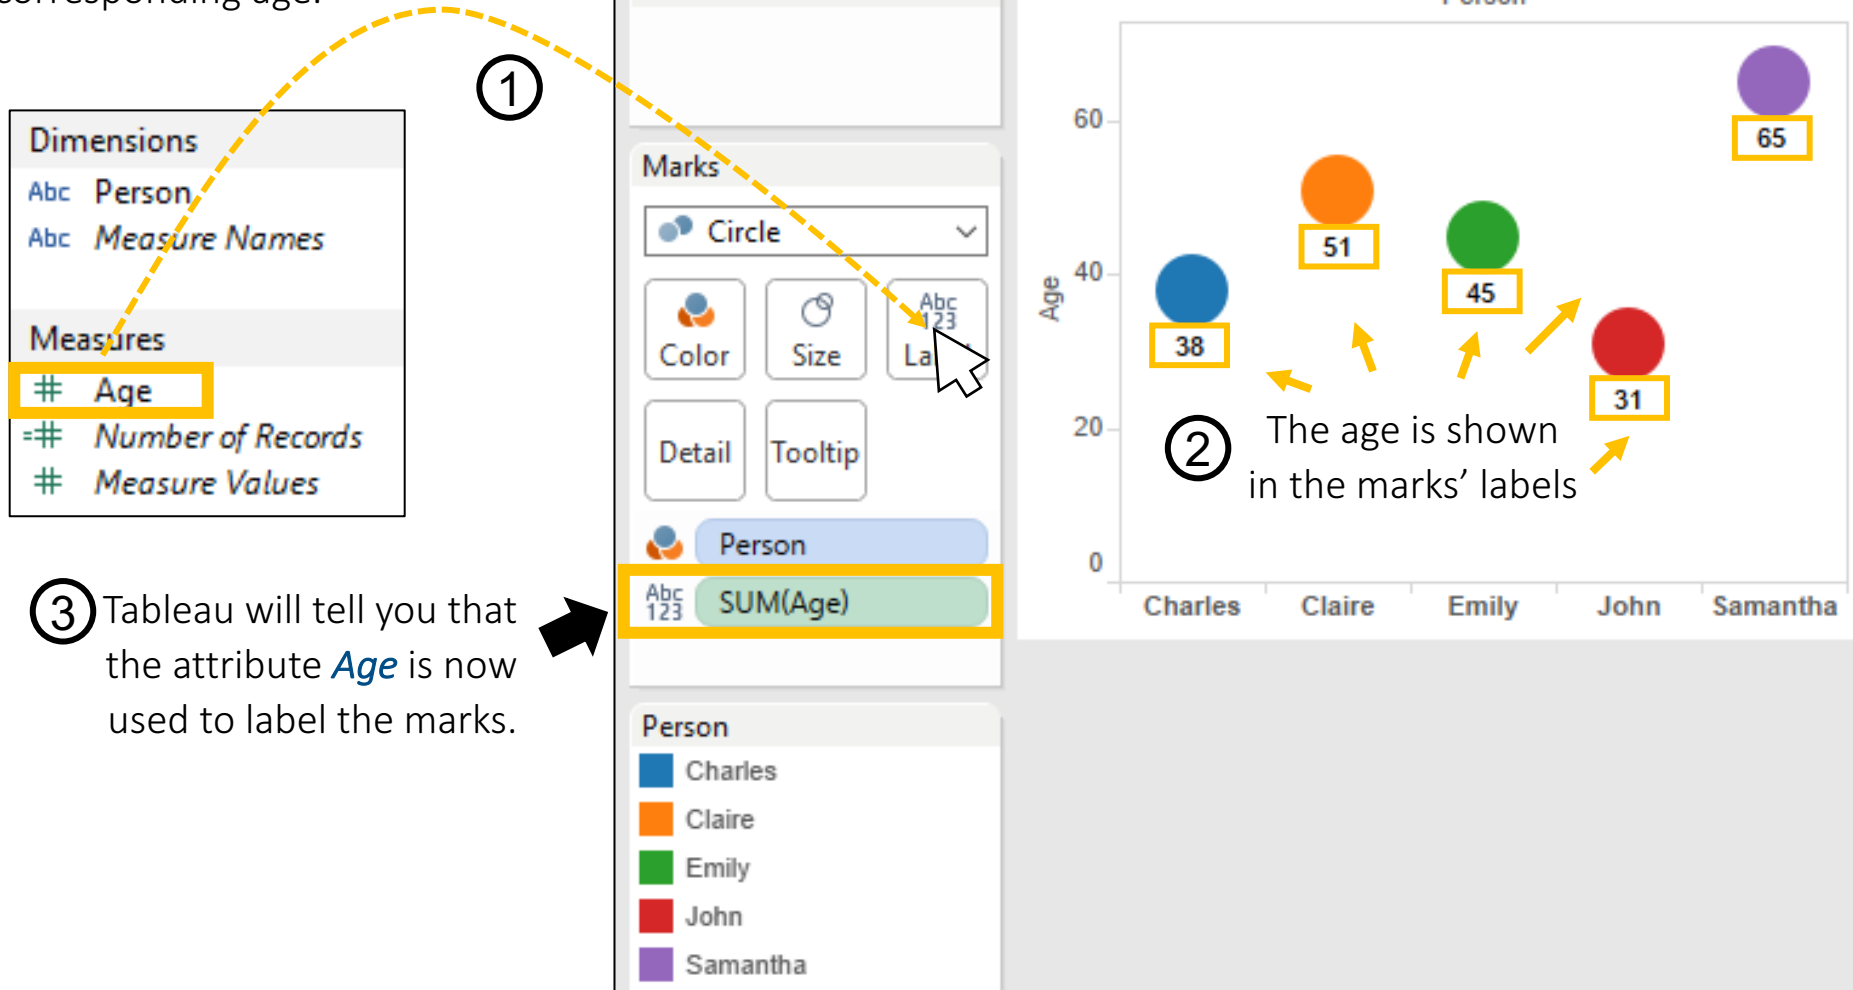 corresponding age.
1
Dimensions
Abc Person
Abc Measure Names
Measures
# Age
=# Number of Records
# Measure Values
3 Tableau will tell you that
the attribute Age is now
used to label the marks.
Marks
Circle
Color
Size
Abc
123
Detail
Tooltip
Person
Abc
123
SUM(Age)
Person
Charles
Claire
Emily
John
Samantha
Person
Age
60
40
20
0
65
51
45
38
31
2 The age is shown
in the marks’ labels
Charles Claire Emily John Samantha